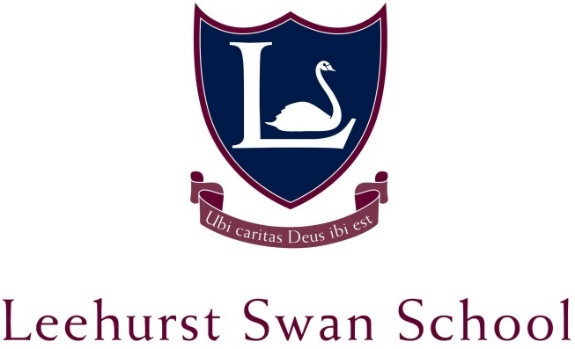 L
Ubi caritas Deus ibi est
Leehurst Swan School